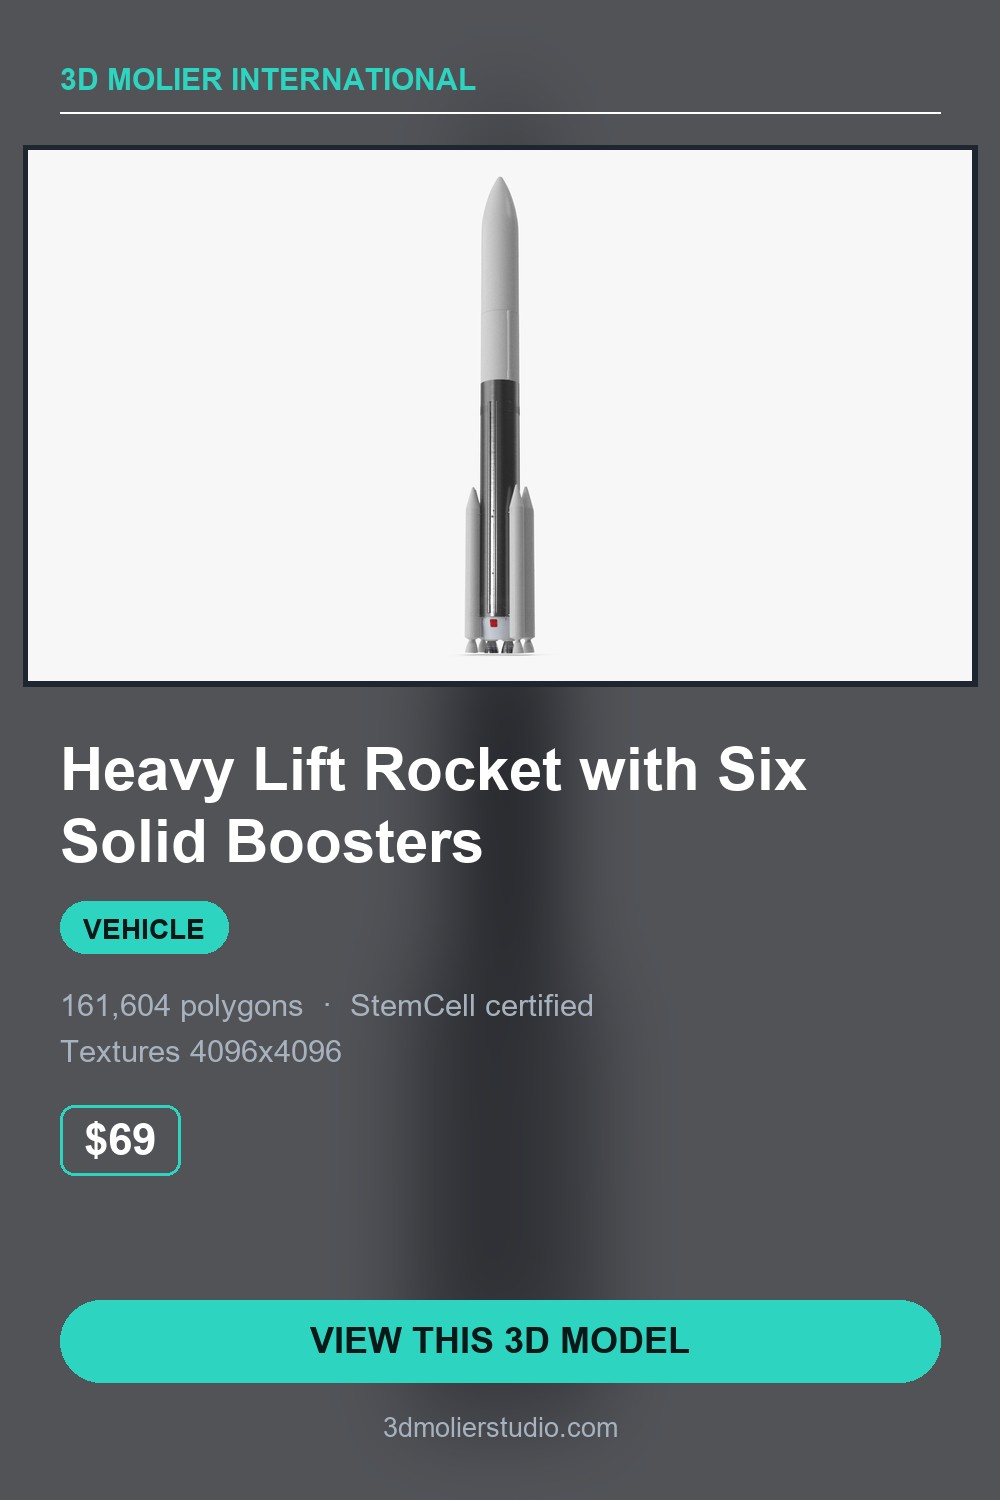 3D MOLIER INTERNATIONAL
Heavy Lift Rocket with Six
Solid Boosters
VEHICLE
161,604 polygons · StemCell certified
Textures 4096x4096
$69
VIEW THIS 3D MODEL
3dmolierstudio.com